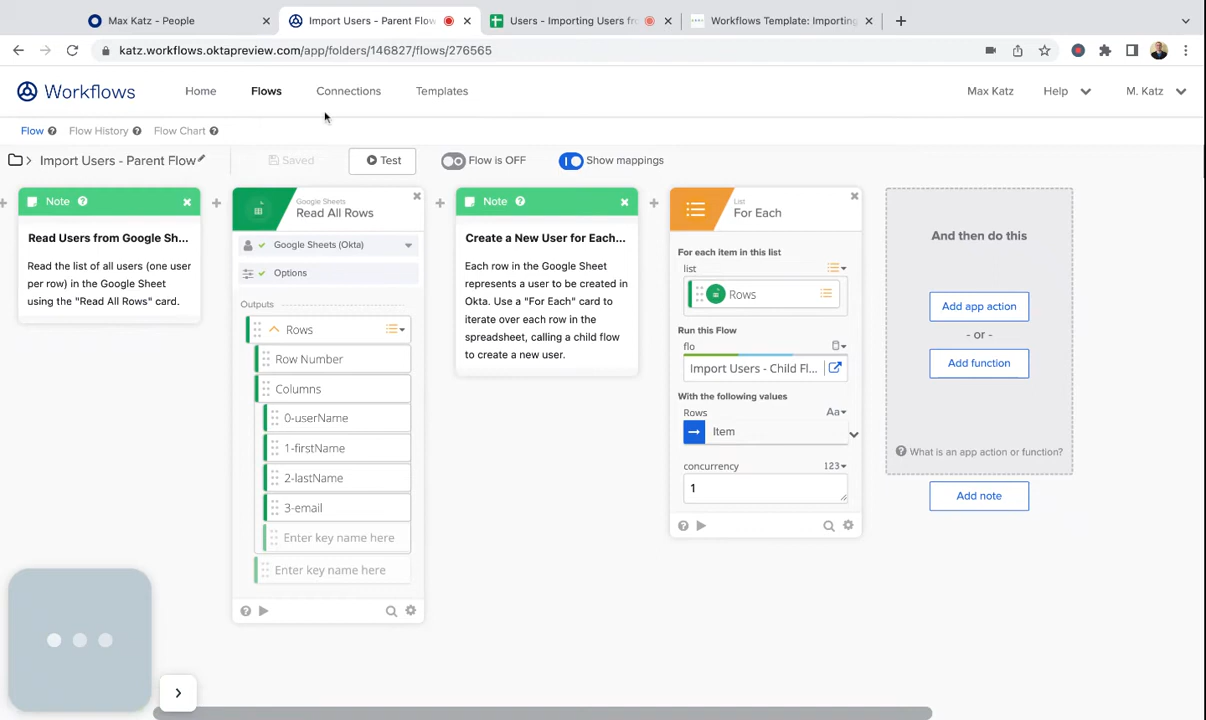 Max Katz - People
Import Users - Parent Flow
Users - Importing Users fr
Workflows Template: Importing
katz.workflows.oktapreview.com/app/folders/146827/flows/276565
Workflows
Home
Flows
Connections
Templates
Max Katz
Help
M. Katz
Flow
Flow History
Flow Chart
Import Users - Parent Flow
Saved
Test
Flow is OFF
Show mappings
Note
Read Users from Google Sh...
Read the list of all users (one user
per row) in the Google Sheet
using the "Read All Rows" card.
Google Sheets
Read All Rows
Google Sheets (Okta)
Options
Outputs
Rows
Row Number
Columns
0-userName
1-firstName
2-lastName
3-email
Enter key name here
Enter key name here
Note
Create a New User for Each...
Each row in the Google Sheet
represents a user to be created in
Okta. Use a "For Each" card to
iterate over each row in the
spreadsheet, calling a child flow
to create a new user.
List
For Each
For each item in this list
list
Rows
Run this Flow
flo
Import Users - Child Fl...
With the following values
Rows
Aa
Item
concurrency
123
1
And then do this
Add app action
- or -
Add function
What is an app action or function?
Add note